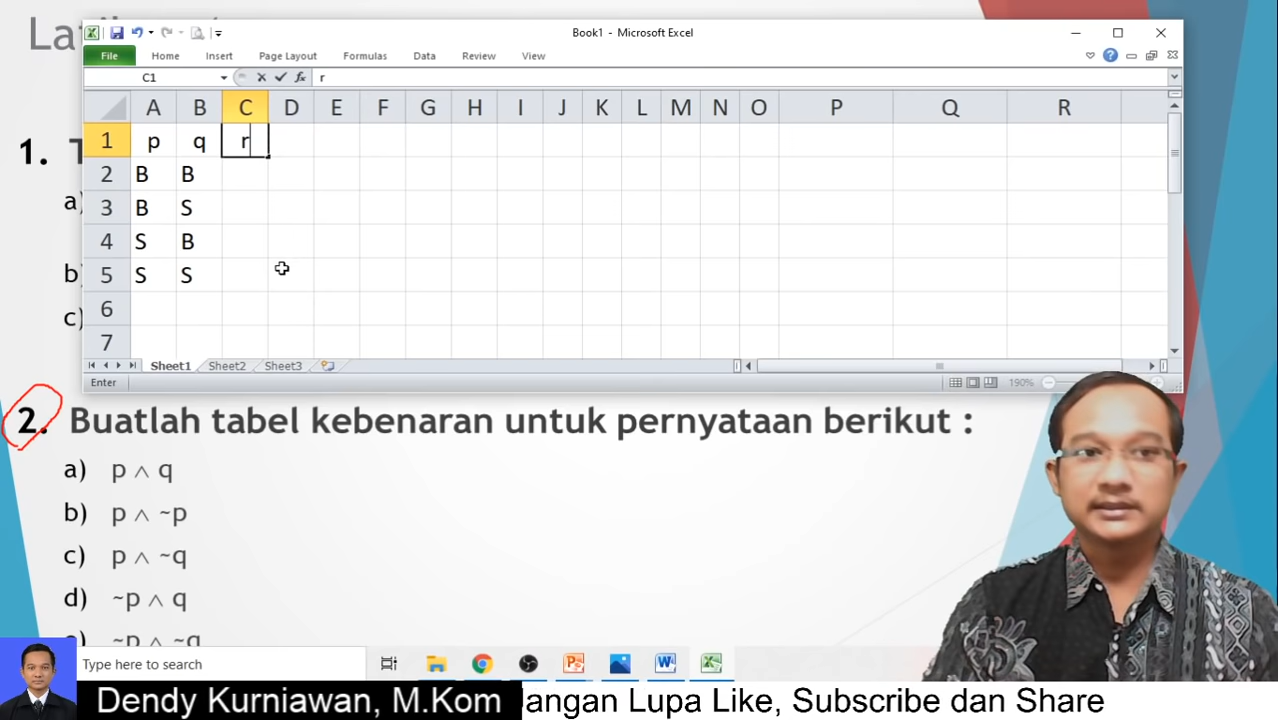 La
Book1 - Microsoft Excel
File Home Insert Page Layout Formulas Data Review View
C1 fx r
A B C D E F G H I J K L M N O P Q R
1 p q r
2 B B
3 B S
4 S B
5 S S
6
7
Sheet1 Sheet2 Sheet3
Enter 190%
1. T
a)
b)
c)
2. Buatlah tabel kebenaran untuk pernyataan berikut :
a) p ∧ q
b) p ∧ ~p
c) p ∧ ~q
d) ~p ∧ q
e) ~p ∧ ~q
Type here to search
Dendy Kurniawan, M.Kom Jangan Lupa Like, Subscribe dan Share